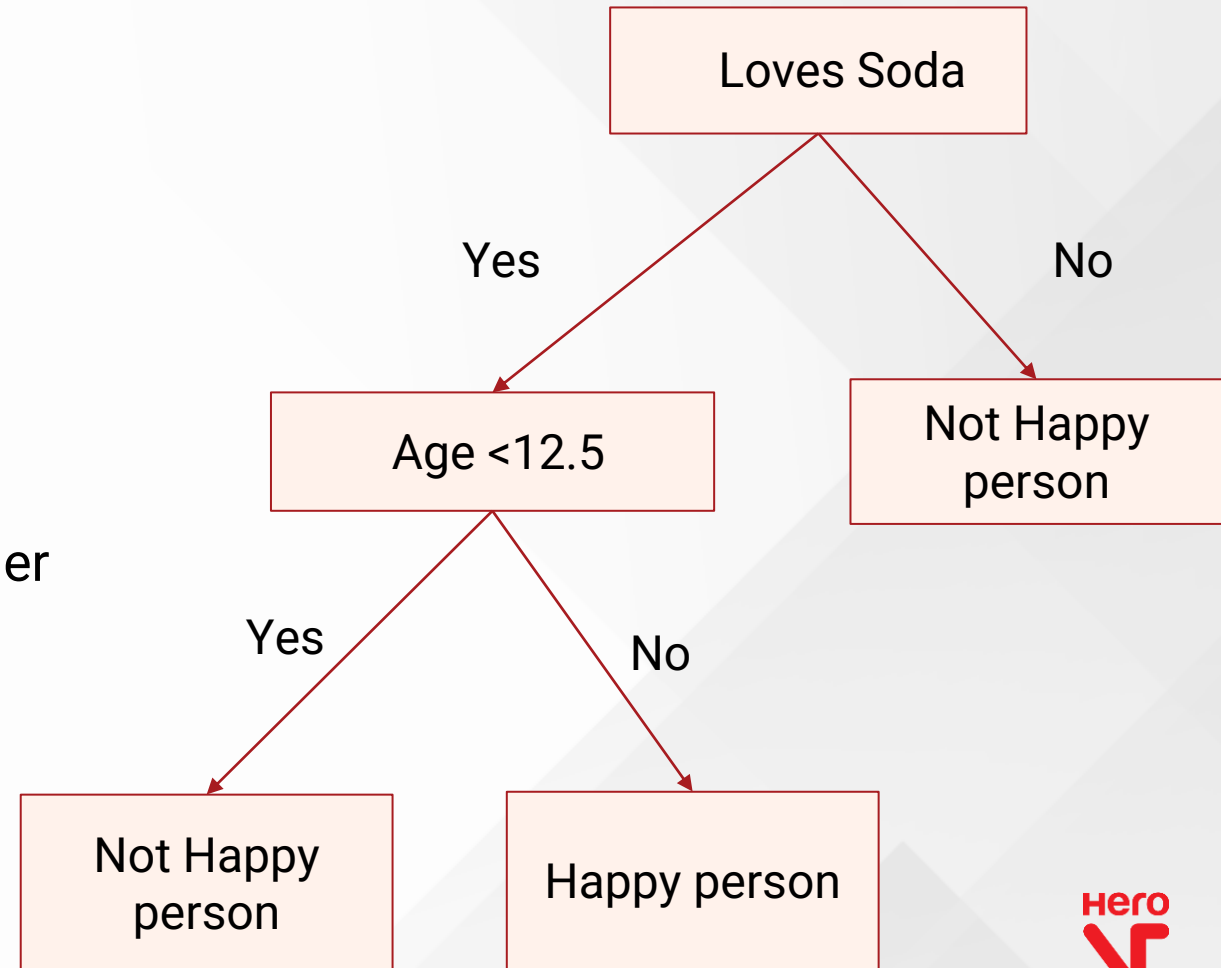 Loves Soda
Yes
No
Age <12.5
Not Happy
person
er
Yes
No
Not Happy
person
Happy person
Hero